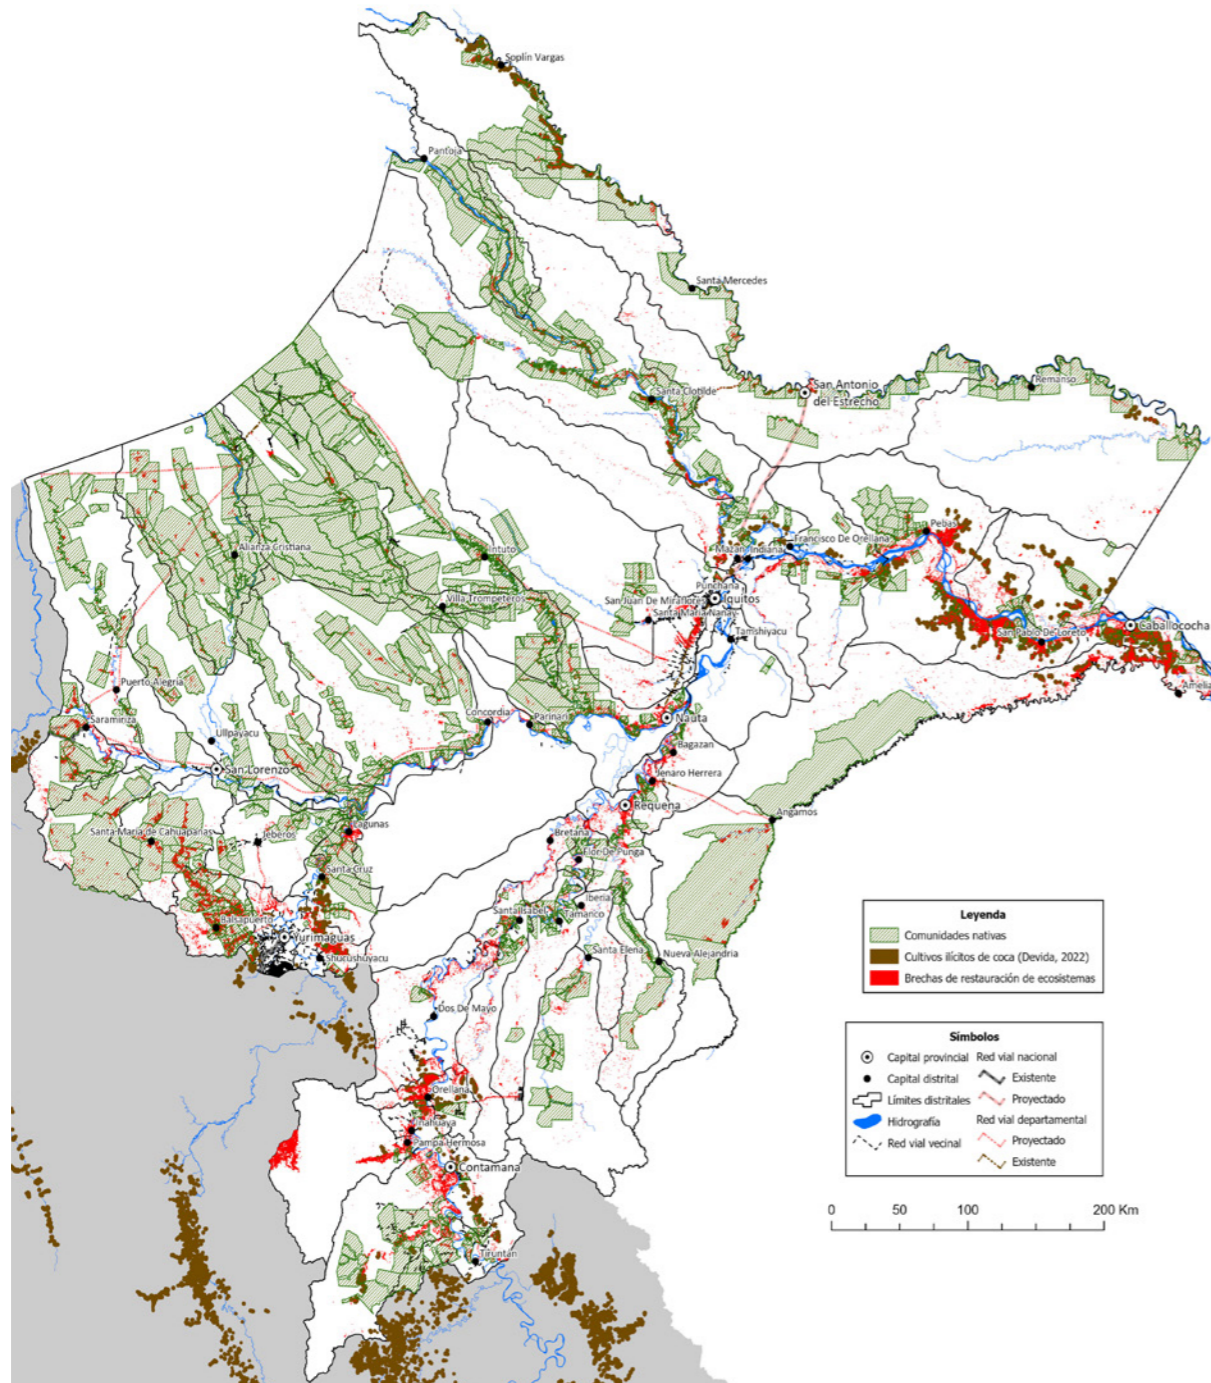 Soplín Vargas
Pantoja
Santa Mercedes
Remanso
San Antonio
del Estrecho
Santa Clotilde
Pebas
Francisco De Orellana
Mazán
Indiana
Intuto
Alianza Cristiana
Punchana
Iquitos
San Juan De Miraflores
Santa María Nanay
Villa Trompeteros
Caballococha
San Pablo De Loreto
Tamshiyacu
Puerto Alegría
Amelia
Saramiriza
Concordia
Parinari
Nauta
Ullpayacu
Bagazan
San Lorenzo
Jenaro Herrera
Requena
Angamos
Lagunas
Santa María de Cahuapanas
Jeberos
Bretaña
Flor De Punga
Santa Cruz
Iberia
Santa Isabel
Tamanco
Balsapuerto
Yurimaguas
Santa Elena
Nueva Alejandría
Shucushuyacu
Dos De Mayo
Orellana
Inahuaya
Pampa Hermosa
Contamana
Tiruntán
Leyenda
Comunidades nativas
Cultivos ilícitos de coca (Devida, 2022)
Brechas de restauración de ecosistemas
Símbolos
Capital provincial
Capital distrital
Límites distritales
Hidrografía
Red vial vecinal
Red vial nacional
Existente
Proyectado
Red vial departamental
Proyectado
Existente
0 50 100 200 Km